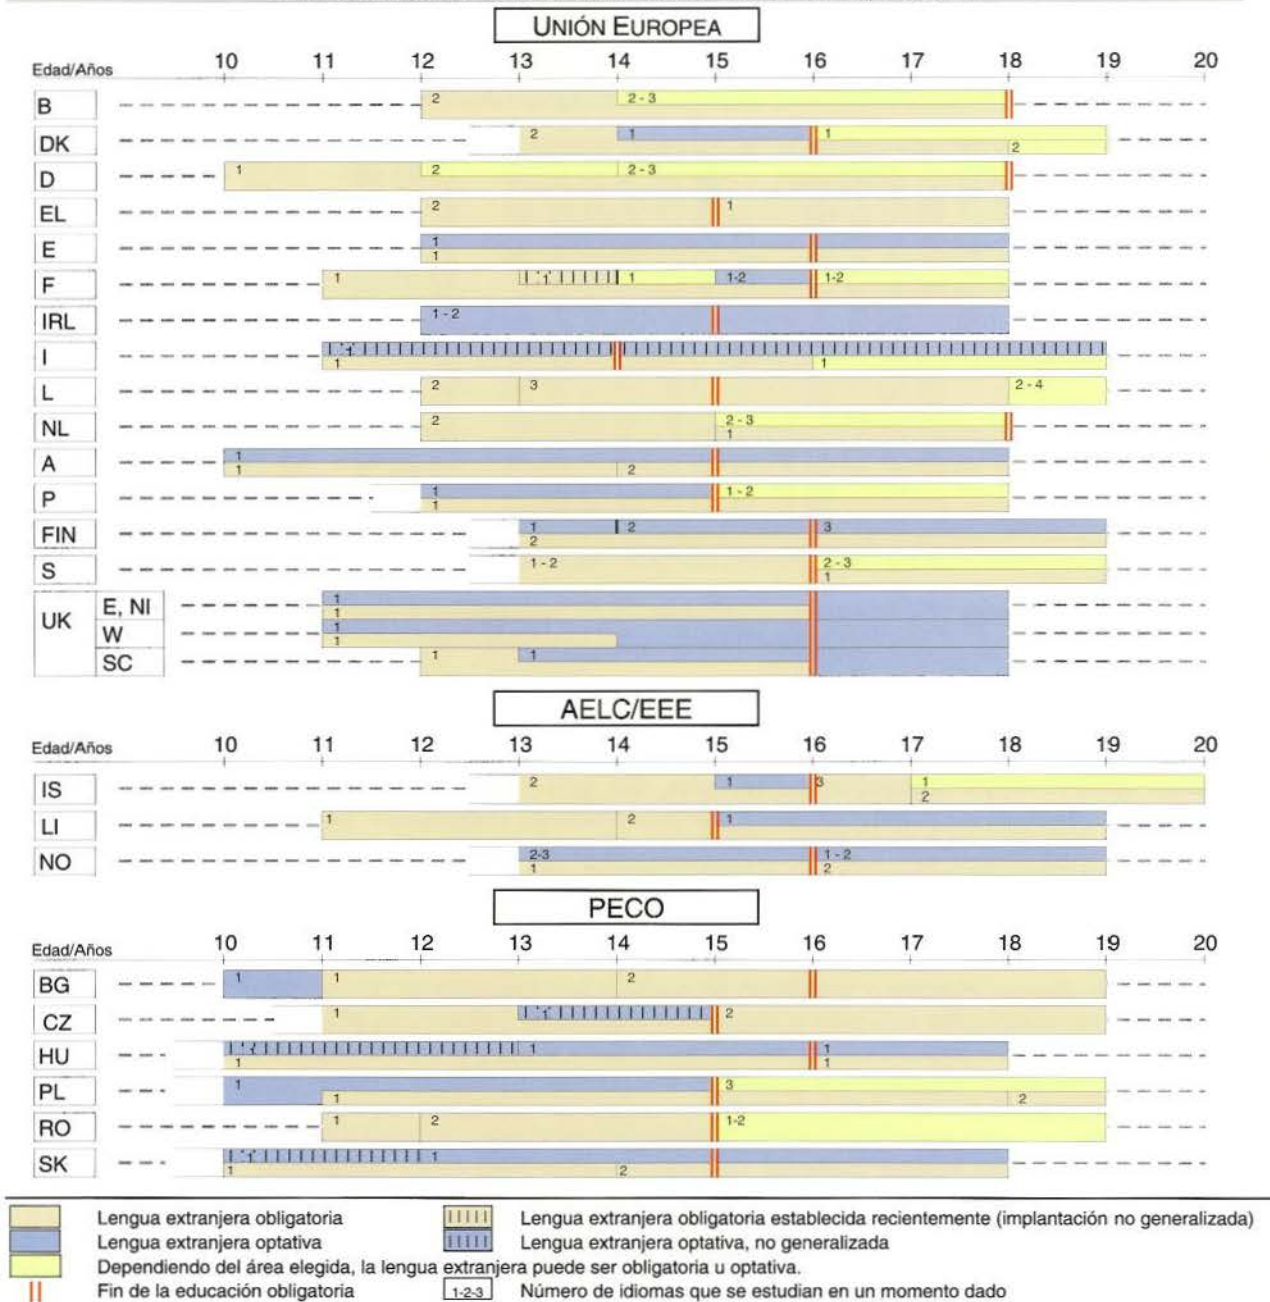 UNIÓN EUROPEA
Edad/Años 10 11 12 13 14 15 16 17 18 19 20
B 2 2 - 3
DK 2 1 1 2
D 1 2 2 - 3
EL 2 1
E 1 1
F 1 1 1 1-2 1-2
IRL 1 - 2
I 1 1 1
L 2 3 2 - 4
NL 2 2 - 3 1
A 1 1 2
P 1 1 1 - 2
FIN 1 2 2 3
S 1 - 2 2 - 3 1
UK E, NI 1 1
W 1 1
SC 1 1
AELC/EEE
Edad/Años 10 11 12 13 14 15 16 17 18 19 20
IS 2 1 3 1 2
LI 1 2 1
NO 2-3 1 1 - 2 2
PECO
Edad/Años 10 11 12 13 14 15 16 17 18 19 20
BG 1 1 2
CZ 1 1 2
HU 1 1 1 1 1
PL 1 1 3 2
RO 1 2 1-2
SK 1 1 1 2
Lengua extranjera obligatoria
Lengua extranjera obligatoria establecida recientemente (implantación no generalizada)
Lengua extranjera optativa
Lengua extranjera optativa, no generalizada
Dependiendo del área elegida, la lengua extranjera puede ser obligatoria u optativa.
Fin de la educación obligatoria
1-2-3 Número de idiomas que se estudian en un momento dado